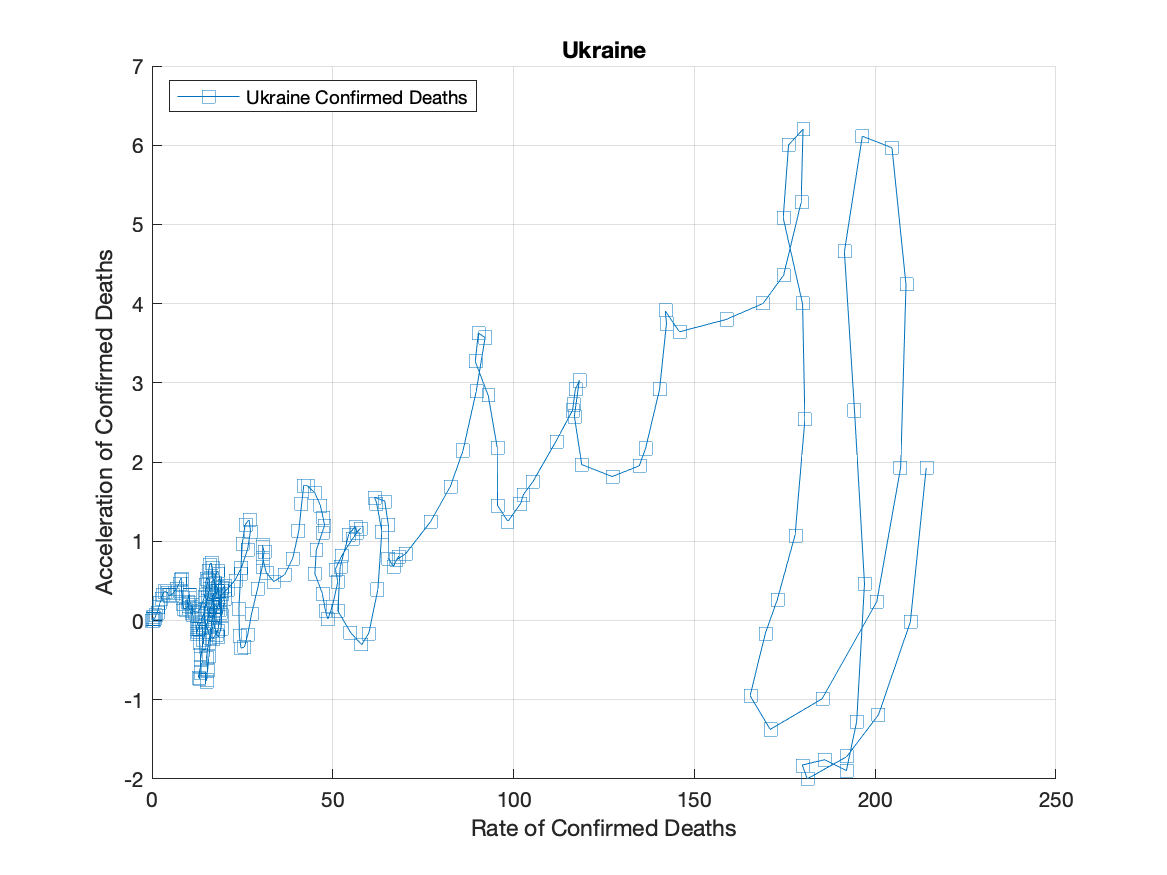 Ukraine
7
Ukraine Confirmed Deaths
6
5
4
3
2
1
0
-1
-2
Acceleration of Confirmed Deaths
0 50 100 150 200 250
Rate of Confirmed Deaths